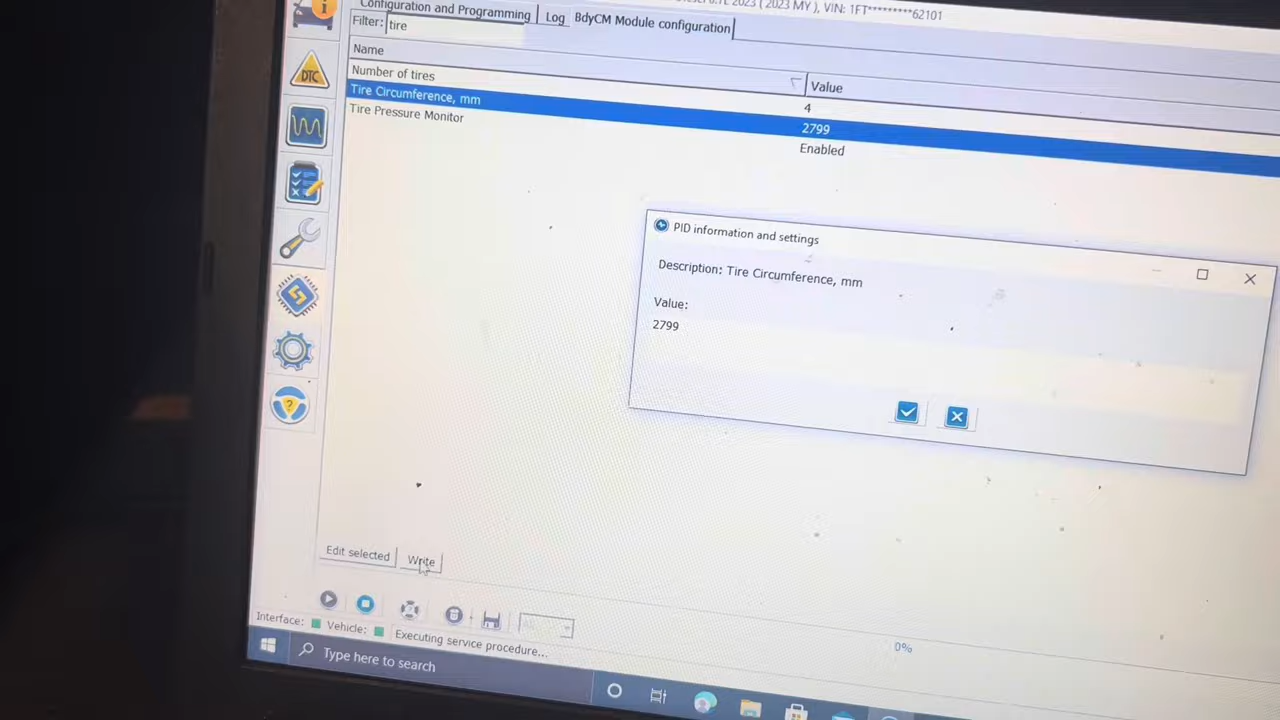 2023 (2023 MY), VIN: 1FT*********62101
Configuration and Programming Log BdyCM Module configuration
Filter: tire
Name Value
Number of tires 4
Tire Circumference, mm 2799
Tire Pressure Monitor Enabled
PID information and settings
Description: Tire Circumference, mm
Value:
2799
DTC
Edit selected Write
Interface: Vehicle: Executing service procedure... 0%
Type here to search